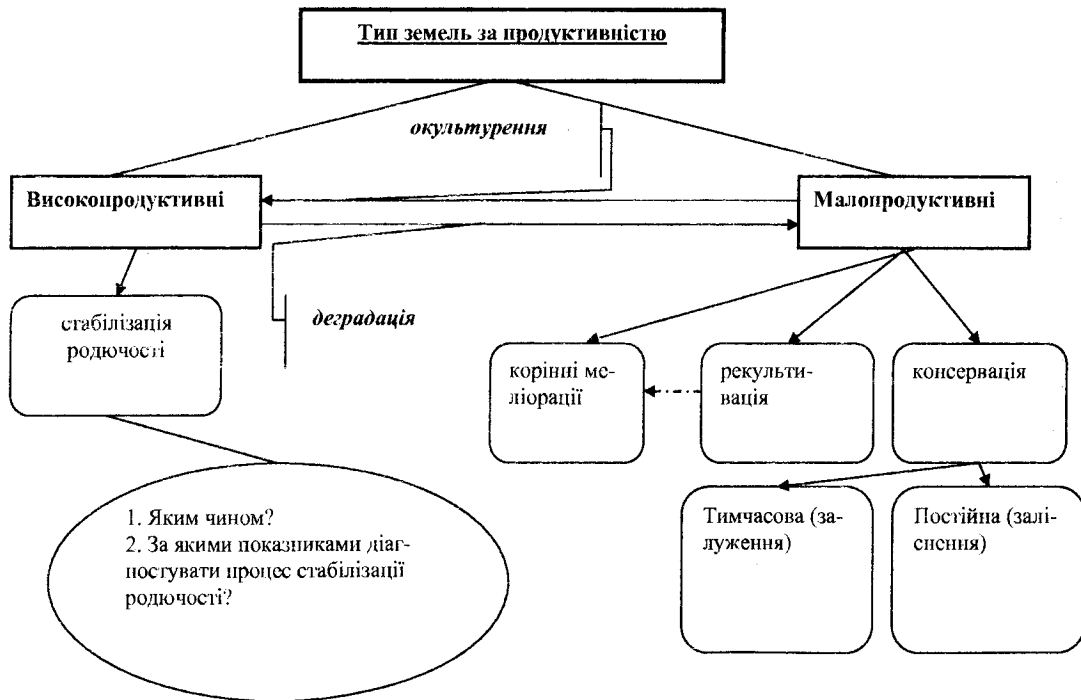 Тип земель за продуктивністю
окультурення
Високопродуктивні
Малопродуктивні
деградація
стабілізація
родючості
корінні ме-
ліорації
рекульти-
вація
консервація
Тимчасова (за-
луження)
Постійна (залі-
снення)
1. Яким чином?
2. За якими показниками діаг-
ностувати процес стабілізації
родючості?